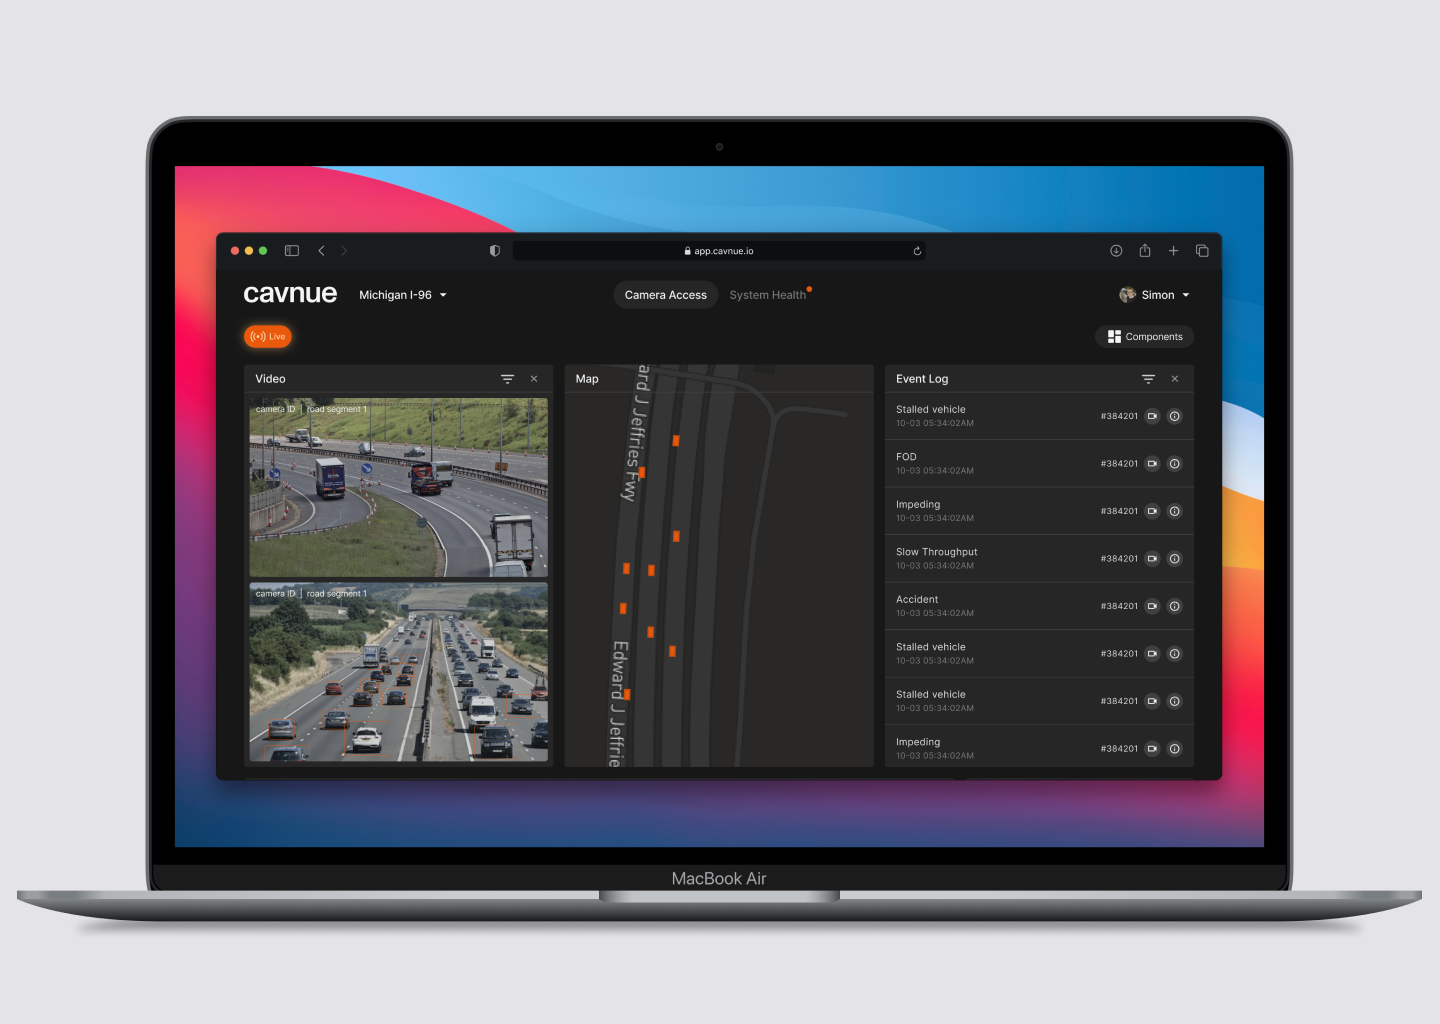 app.cavnue.io
cavnue
Michigan I-96
Camera Access
System Health
Simon
Live
Components
Video
camera ID | road segment 1
camera ID | road segment 1
Map
ard J Jeffries Fwy
Edward J Jeffrie
Event Log
Stalled vehicle
#384201
10-03 05:34:02AM
FOD
#384201
10-03 05:34:02AM
Impeding
#384201
10-03 05:34:02AM
Slow Throughput
#384201
10-03 05:34:02AM
Accident
#384201
10-03 05:34:02AM
Stalled vehicle
#384201
10-03 05:34:02AM
Stalled vehicle
#384201
10-03 05:34:02AM
Impeding
#384201
10-03 05:34:02AM
MacBook Air